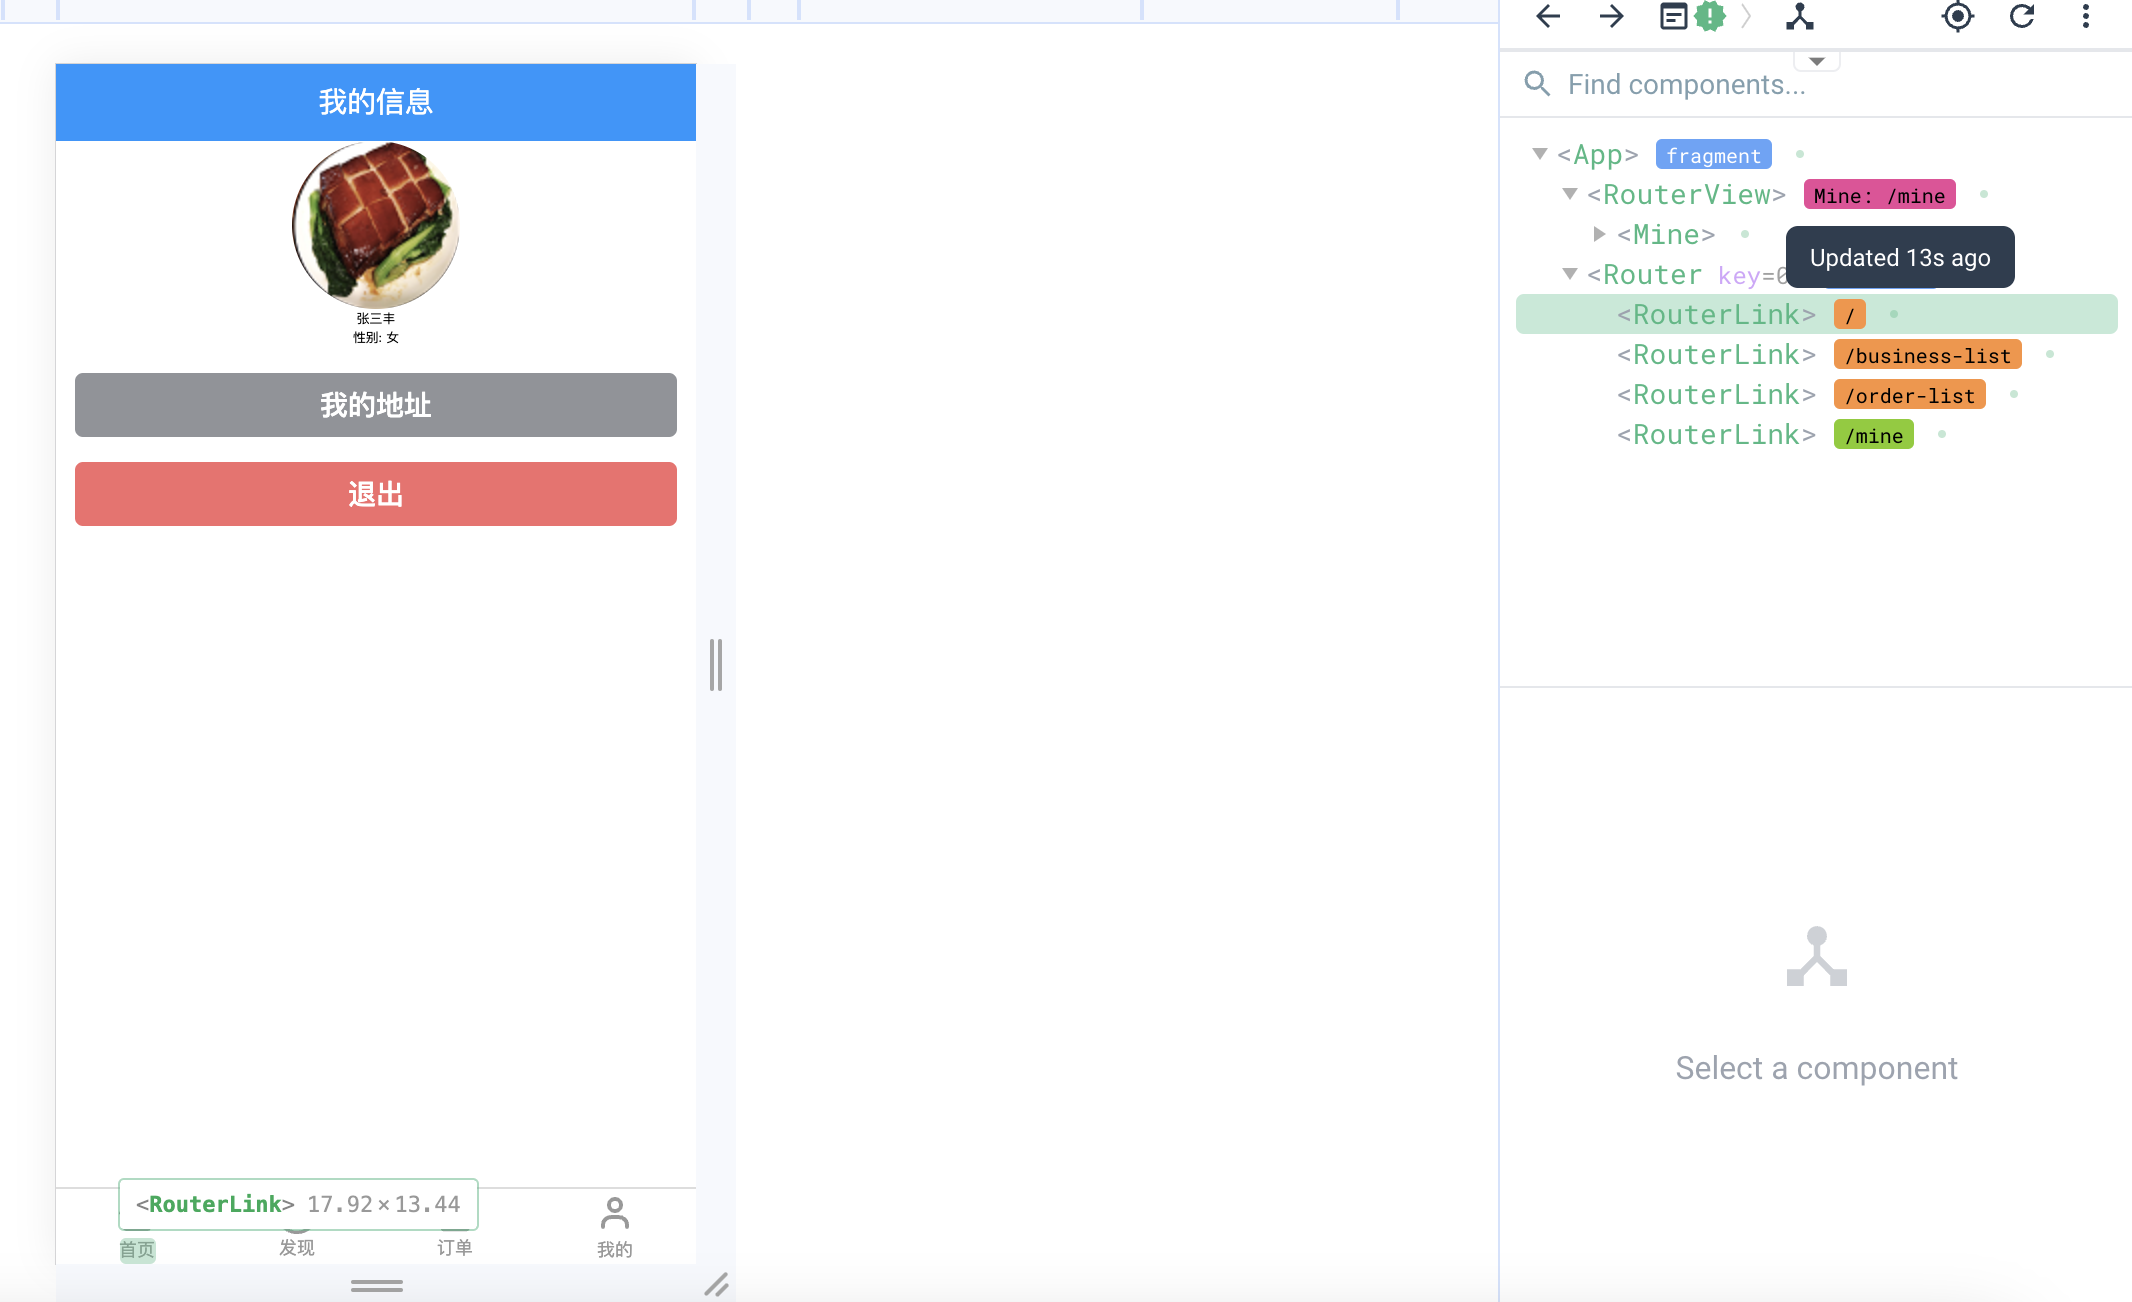 我的信息
张三丰
性别: 女
我的地址
退出
<RouterLink> 17.92×13.44
首页
发现
订单
我的
Find components...
<App> fragment
<RouterView> Mine: /mine
<Mine>
Updated 13s ago
<Router key=
<RouterLink> /
<RouterLink> /business-list
<RouterLink> /order-list
<RouterLink> /mine
Select a component